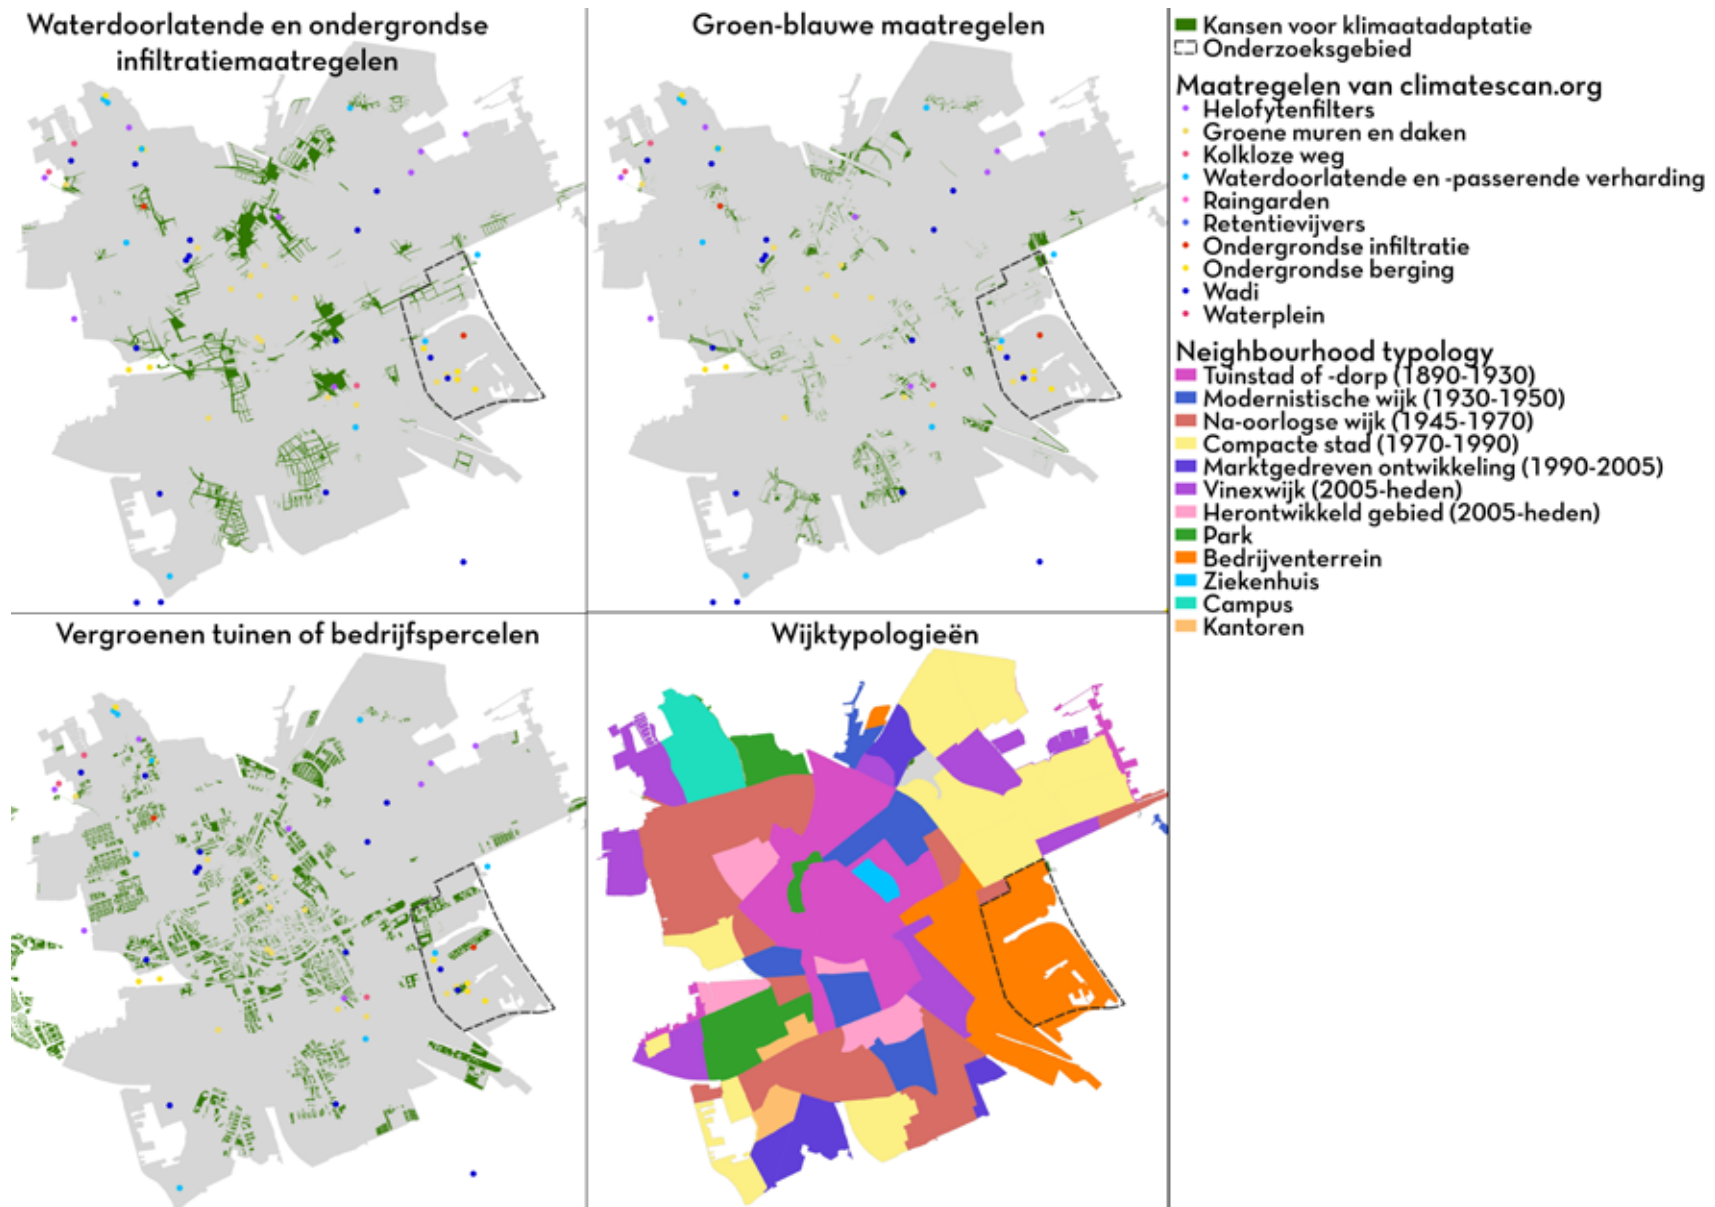 Waterdoorlatende en ondergrondse
infiltratiemaatregelen
Groen-blauwe maatregelen
Vergroenen tuinen of bedrijfspercelen
Wijktypologieën
Kansen voor klimaatadaptatie
Onderzoeksgebied
Maatregelen van climatescan.org
Helofytenfilters
Groene muren en daken
Kolkloze weg
Waterdoorlatende en -passerende verharding
Raingarden
Retentievijvers
Ondergrondse infiltratie
Ondergrondse berging
Wadi
Waterplein
Neighbourhood typology
Tuinstad of -dorp (1890-1930)
Modernistische wijk (1930-1950)
Na-oorlogse wijk (1945-1970)
Compacte stad (1970-1990)
Marktgedreven ontwikkeling (1990-2005)
Vinexwijk (2005-heden)
Herontwikkeld gebied (2005-heden)
Park
Bedrijventerrein
Ziekenhuis
Campus
Kantoren